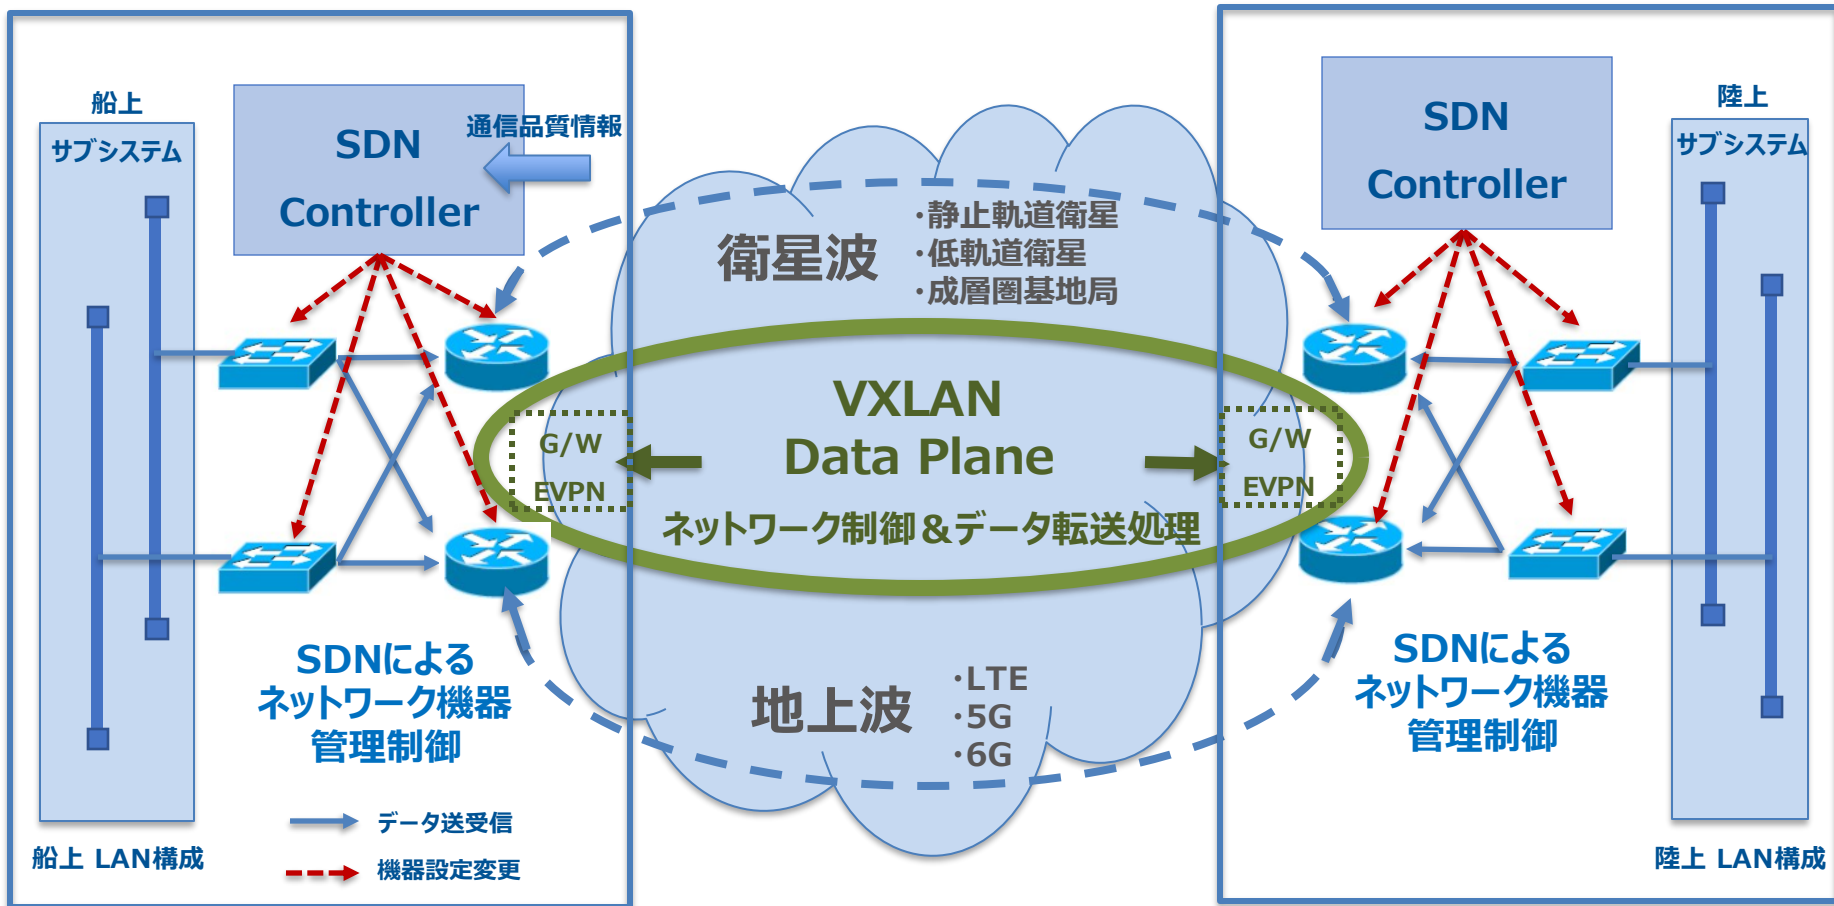 船上
サブシステム
SDN
Controller
通信品質情報
SDNによる
ネットワーク機器
管理制御
データ送受信
機器設定変更
船上 LAN構成
衛星波
・静止軌道衛星
・低軌道衛星
・成層圏基地局
G/W
EVPN
VXLAN
Data Plane
ネットワーク制御＆データ転送処理
G/W
EVPN
地上波
・LTE
・5G
・6G
SDN
Controller
陸上
サブシステム
SDNによる
ネットワーク機器
管理制御
陸上 LAN構成